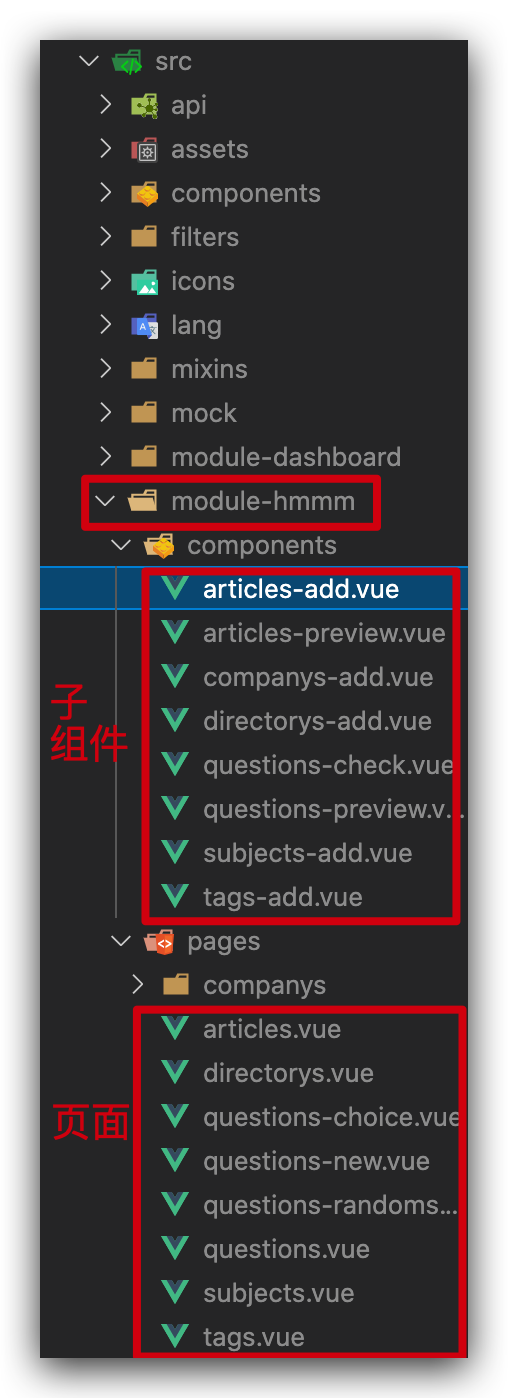 src
api
assets
components
filters
icons
lang
mixins
mock
module-dashboard
module-hmmm
components
articles-add.vue
articles-preview.vue
companys-add.vue
directorys-add.vue
子
组件
questions-check.vue
questions-preview.v...
subjects-add.vue
tags-add.vue
pages
companys
articles.vue
directorys.vue
页面
questions-choice.vue
questions-new.vue
questions-randoms...
questions.vue
subjects.vue
tags.vue